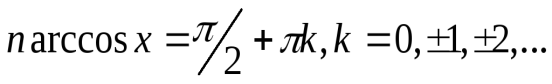 n arccos x = π/2 + πk, k = 0, ±1, ±2,...